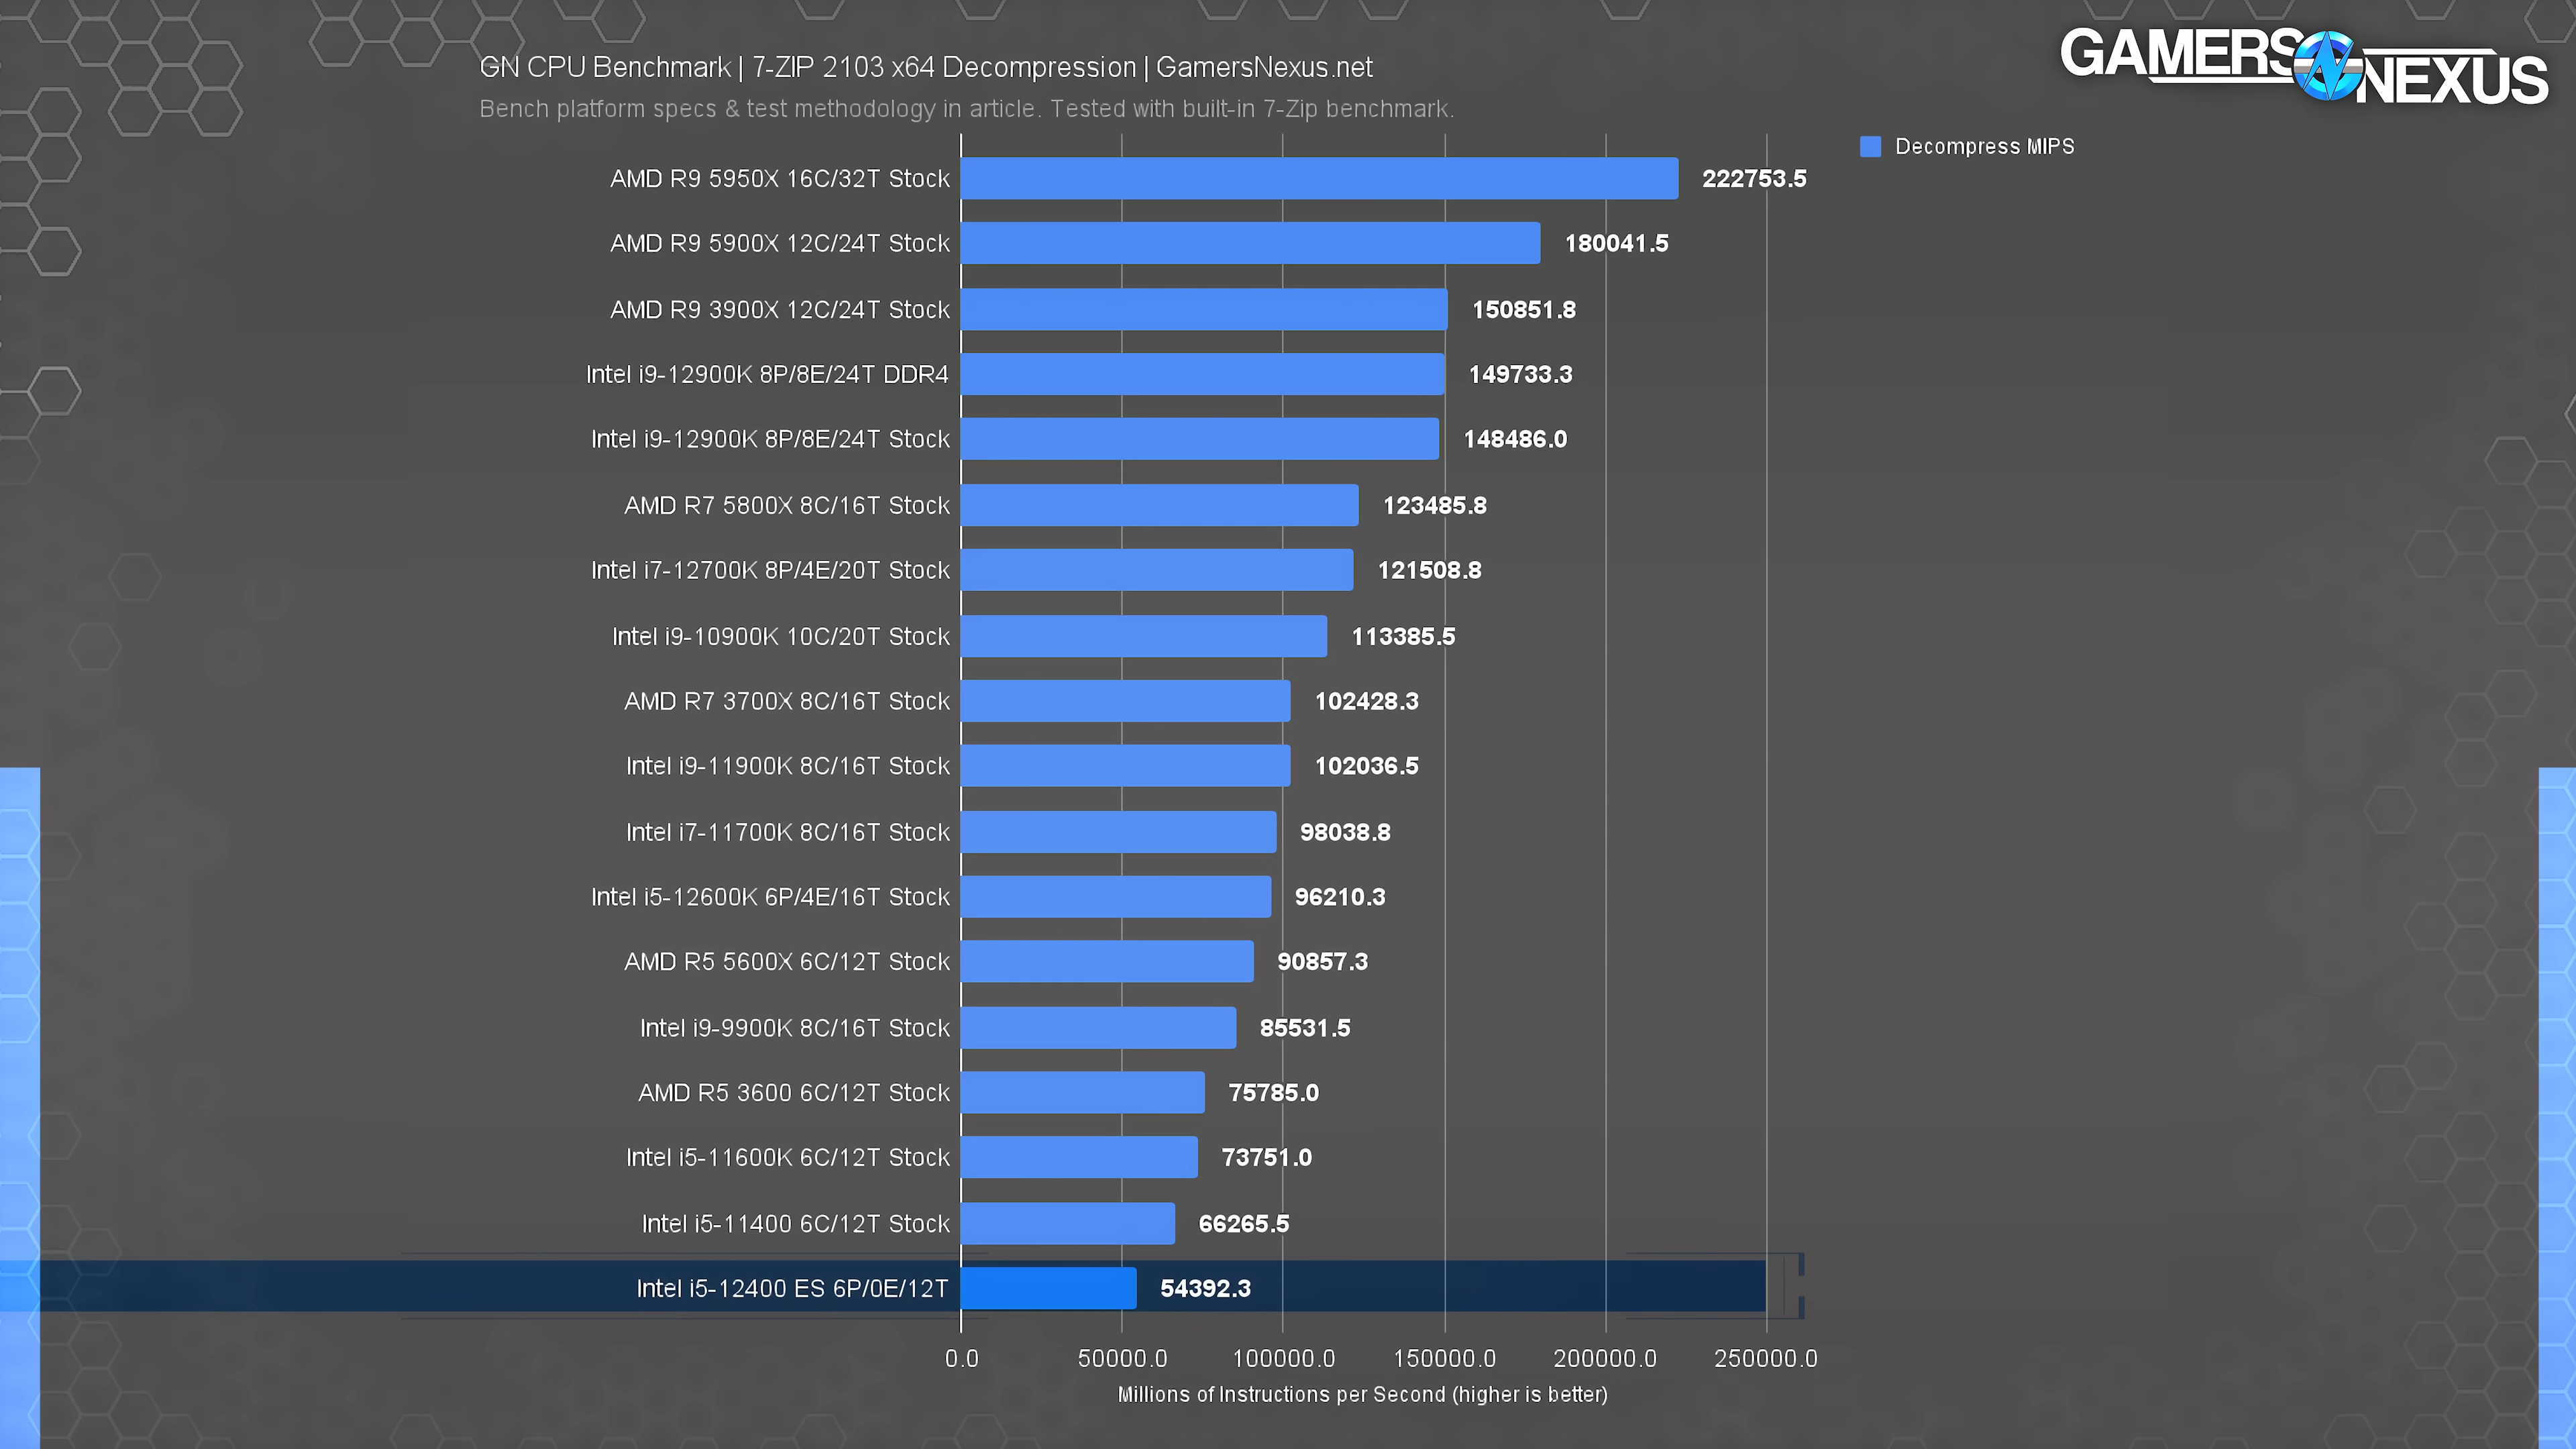 GN CPU Benchmark | 7-ZIP 2103 x64 Decompression | GamersNexus.net
Bench platform specs & test methodology in article. Tested with built-in 7-Zip benchmark.
GAMERS NEXUS
Decompress MIPS
AMD R9 5950X 16C/32T Stock 222753.5
AMD R9 5900X 12C/24T Stock 180041.5
AMD R9 3900X 12C/24T Stock 150851.8
Intel i9-12900K 8P/8E/24T DDR4 149733.3
Intel i9-12900K 8P/8E/24T Stock 148486.0
AMD R7 5800X 8C/16T Stock 123485.8
Intel i7-12700K 8P/4E/20T Stock 121508.8
Intel i9-10900K 10C/20T Stock 113385.5
AMD R7 3700X 8C/16T Stock 102428.3
Intel i9-11900K 8C/16T Stock 102036.5
Intel i7-11700K 8C/16T Stock 98038.8
Intel i5-12600K 6P/4E/16T Stock 96210.3
AMD R5 5600X 6C/12T Stock 90857.3
Intel i9-9900K 8C/16T Stock 85531.5
AMD R5 3600 6C/12T Stock 75785.0
Intel i5-11600K 6C/12T Stock 73751.0
Intel i5-11400 6C/12T Stock 66265.5
Intel i5-12400 ES 6P/0E/12T 54392.3
0.0 50000.0 100000.0 150000.0 200000.0 250000.0
Millions of Instructions per Second (higher is better)